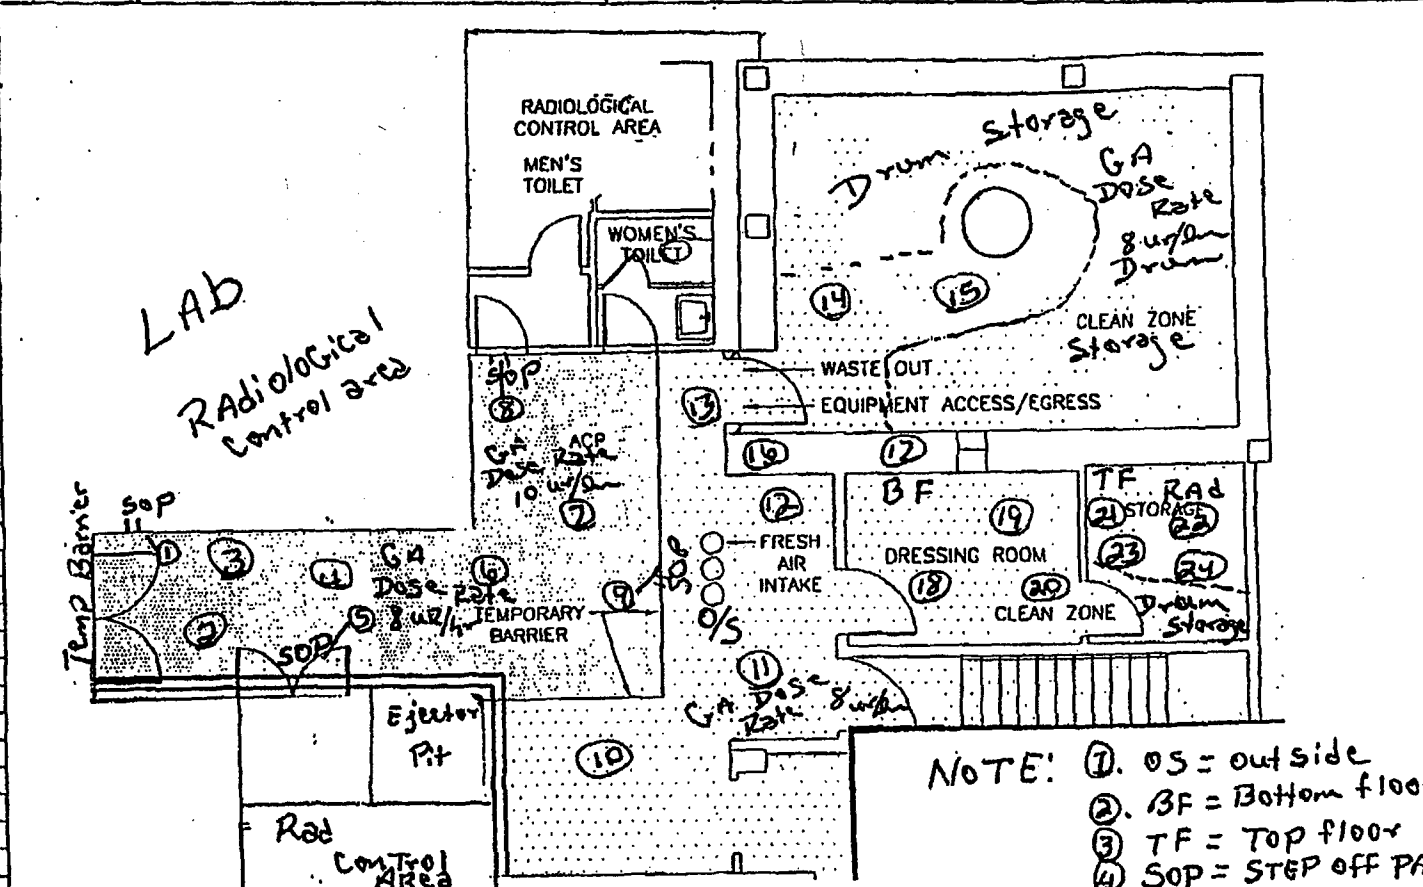 RADIOLOGICAL
CONTROL AREA
MEN'S
TOILET
WOMEN'S
TOILET
Drum Storage
GA
Dose
Rate
8 ur/hr
Drum
14
15
CLEAN ZONE
Storage
LAb
RAdiological
Control area
SOP
8
GA
ACP
Dose Rate
10 ur/hr
7
13
WASTE OUT
EQUIPMENT ACCESS/EGRESS
16
17
BF
12
19
TF
RAd
STORAGE
21
22
23
24
Drum
Storage
Temp Barrier
SOP
1
3
4
2
GA
Dose Rate
8 uR/hr
5
SOP
6
9
TEMPORARY
BARRIER
SOP
FRESH
AIR
INTAKE
O/S
DRESSING ROOM
18
20
CLEAN ZONE
11
GA Dose 8 ur/hr
Rate
10
Ejector
Pit
Rad
ConTrol
AREA
NOTE: 1. OS = outside
2. BF = Bottom floo
3 TF = Top floor
4 SOP = STEP OFF PA